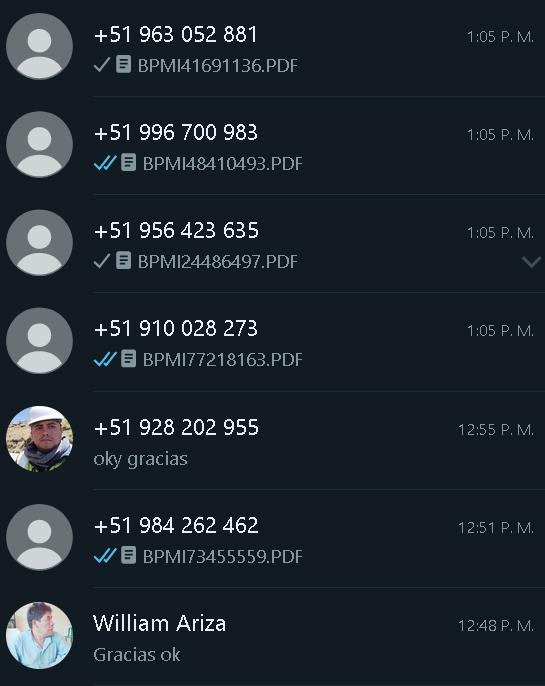 +51 963 052 881
1:05 P. M.
BPMI41691136.PDF
+51 996 700 983
1:05 P. M.
BPMI48410493.PDF
+51 956 423 635
1:05 P. M.
BPMI24486497.PDF
+51 910 028 273
1:05 P. M.
BPMI77218163.PDF
+51 928 202 955
12:55 P. M.
oky gracias
+51 984 262 462
12:51 P. M.
BPMI73455559.PDF
William Ariza
12:48 P. M.
Gracias ok